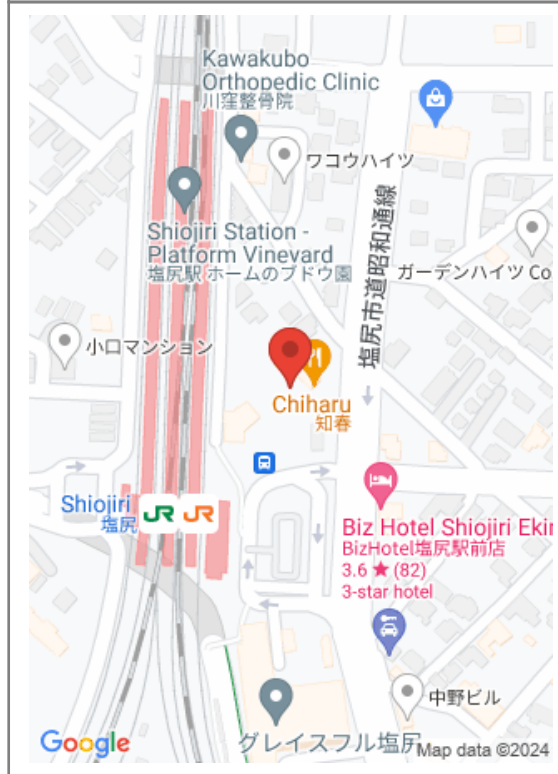 Kawakubo
Orthopedic Clinic
川窪整骨院
ワコウハイツ
Shiojiri Station -
Platform Vineyard
塩尻駅 ホームのブドウ園
塩尻市道昭和通線
ガーデンハイツ Co
小口マンション
Chiharu
知春
Shiojiri
塩尻
JR JR
Biz Hotel Shiojiri Ekin
BizHotel塩尻駅前店
3.6 ★ (82)
3-star hotel
中野ビル
グレイスフル塩尻
Google
Map data ©2024